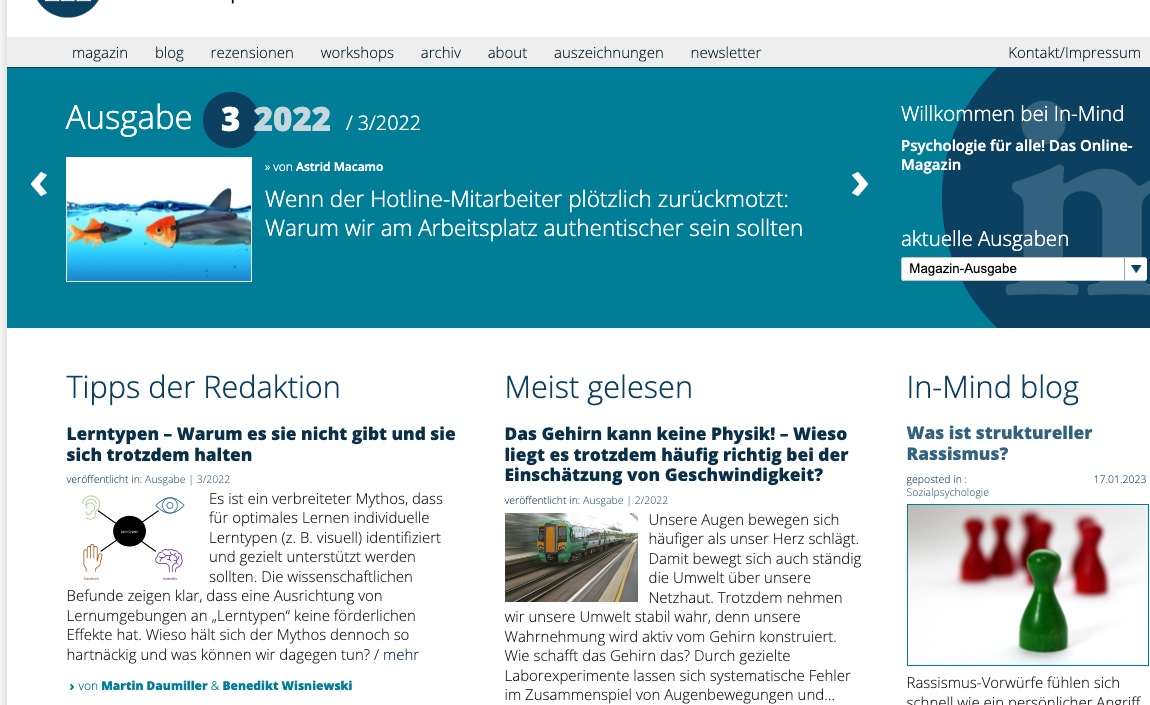 magazin blog rezensionen workshops archiv about auszeichnungen newsletter Kontakt/Impressum
Ausgabe 3 2022 / 3/2022
» von Astrid Macamo
Wenn der Hotline-Mitarbeiter plötzlich zurückmotzt:
Warum wir am Arbeitsplatz authentischer sein sollten
Willkommen bei In-Mind
Psychologie für alle! Das Online-
Magazin
aktuelle Ausgaben
Magazin-Ausgabe
Tipps der Redaktion
Lerntypen – Warum es sie nicht gibt und sie
sich trotzdem halten
veröffentlicht in: Ausgabe | 3/2022
Es ist ein verbreiteter Mythos, dass
für optimales Lernen individuelle
Lerntypen (z. B. visuell) identifiziert
und gezielt unterstützt werden
sollten. Die wissenschaftlichen
Befunde zeigen klar, dass eine Ausrichtung von
Lernumgebungen an „Lerntypen“ keine förderlichen
Effekte hat. Wieso hält sich der Mythos dennoch so
hartnäckig und was können wir dagegen tun? / mehr
› von Martin Daumiller & Benedikt Wisniewski
Meist gelesen
Das Gehirn kann keine Physik! – Wieso
liegt es trotzdem häufig richtig bei der
Einschätzung von Geschwindigkeit?
veröffentlicht in: Ausgabe | 2/2022
Unsere Augen bewegen sich
häufiger als unser Herz schlägt.
Damit bewegt sich auch ständig
die Umwelt über unsere
Netzhaut. Trotzdem nehmen
wir unsere Umwelt stabil wahr, denn unsere
Wahrnehmung wird aktiv vom Gehirn konstruiert.
Wie schafft das Gehirn das? Durch gezielte
Laborexperimente lassen sich systematische Fehler
im Zusammenspiel von Augenbewegungen und...
In-Mind blog
Was ist struktureller
Rassismus?
geposted in : 17.01.2023
Sozialpsychologie
Rassismus-Vorwürfe fühlen sich
schnell wie ein persönlicher Angriff